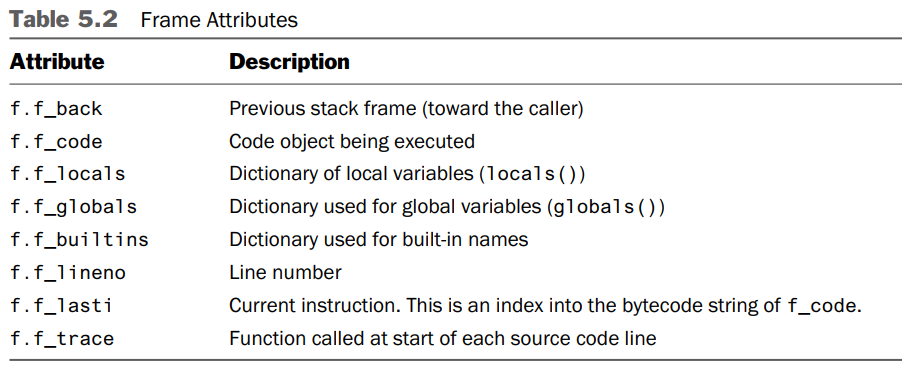 Table 5.2 Frame Attributes
Attribute Description
f.f_back Previous stack frame (toward the caller)
f.f_code Code object being executed
f.f_locals Dictionary of local variables (locals())
f.f_globals Dictionary used for global variables (globals())
f.f_builtins Dictionary used for built-in names
f.f_lineno Line number
f.f_lasti Current instruction. This is an index into the bytecode string of f_code.
f.f_trace Function called at start of each source code line